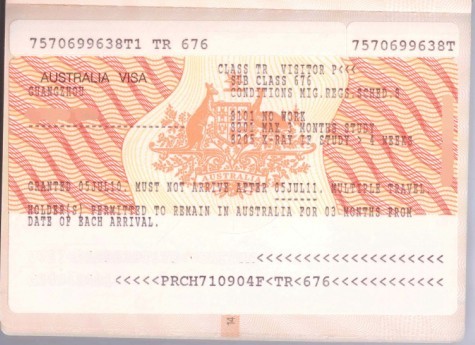 7570699638T1 TR 676
7570699638T
AUSTRALIA VISA
CLASS TR VISITOR P<<<
SUB CLASS 676
GUANGZHOU
CONDITIONS MIG.REGS.SCHED 8
8101 NO WORK
8201 MAX 3 MONTHS STUDY
8205 X-RAY IF STUDY > 4 WEEKS
AUSTRALIA
GRANTED 05JUL10. MUST NOT ARRIVE AFTER 05JUL11. MULTIPLE TRAVEL.
HOLDER(S) PERMITTED TO REMAIN IN AUSTRALIA FOR 03 MONTHS FROM
DATE OF EACH ARRIVAL.
<<<<<<<<<<<<<<<<<<<<<
<<<<<PRCH710904F<TR<676<<<<<<<<<<<<